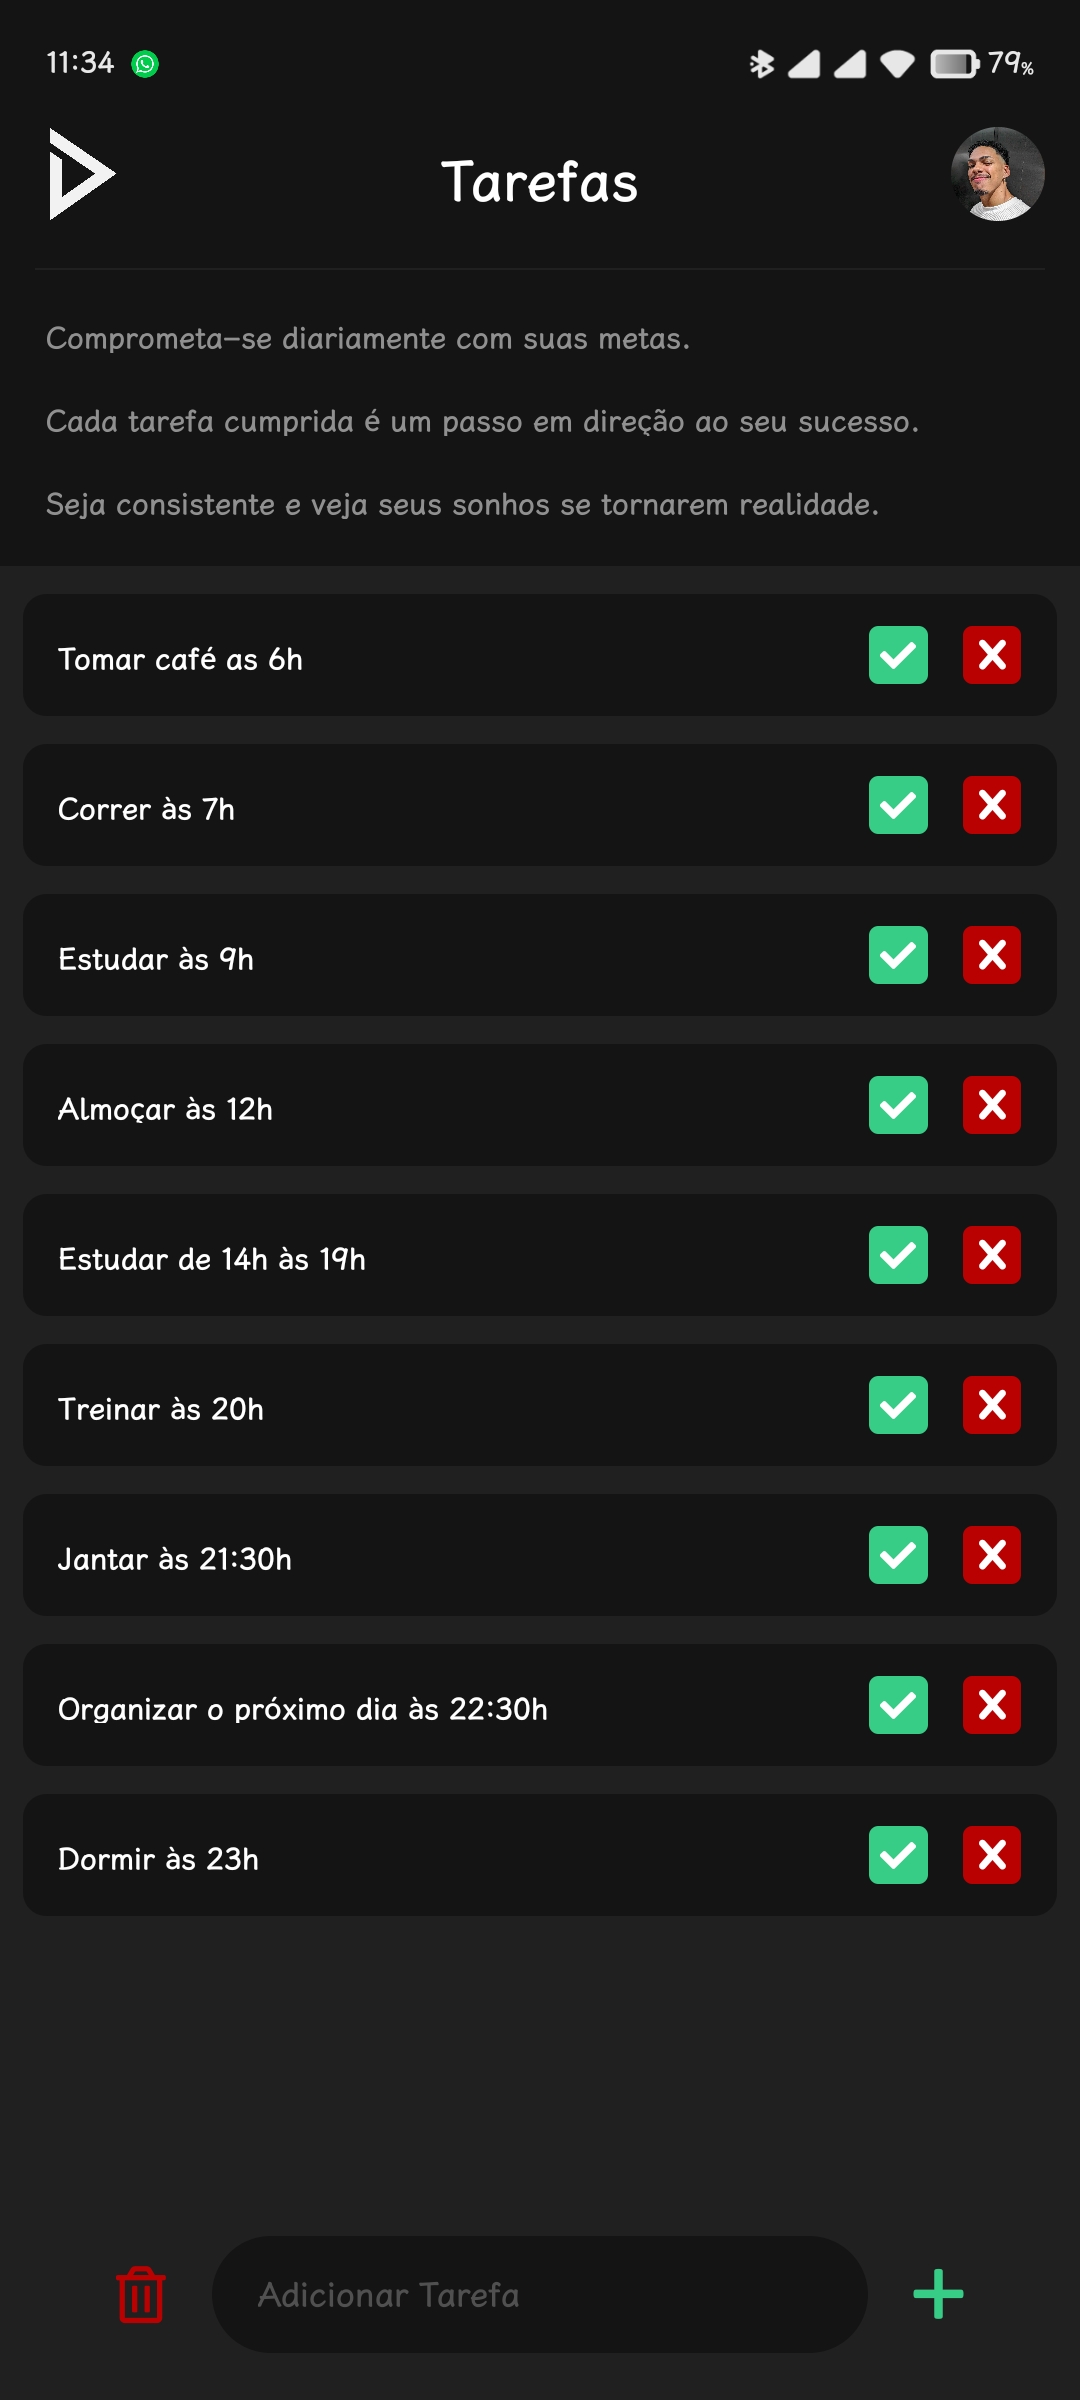 11:34 79%
Tarefas
Comprometa-se diariamente com suas metas.
Cada tarefa cumprida é um passo em direção ao seu sucesso.
Seja consistente e veja seus sonhos se tornarem realidade.
Tomar café as 6h
Correr às 7h
Estudar às 9h
Almoçar às 12h
Estudar de 14h às 19h
Treinar às 20h
Jantar às 21:30h
Organizar o próximo dia às 22:30h
Dormir às 23h
Adicionar Tarefa